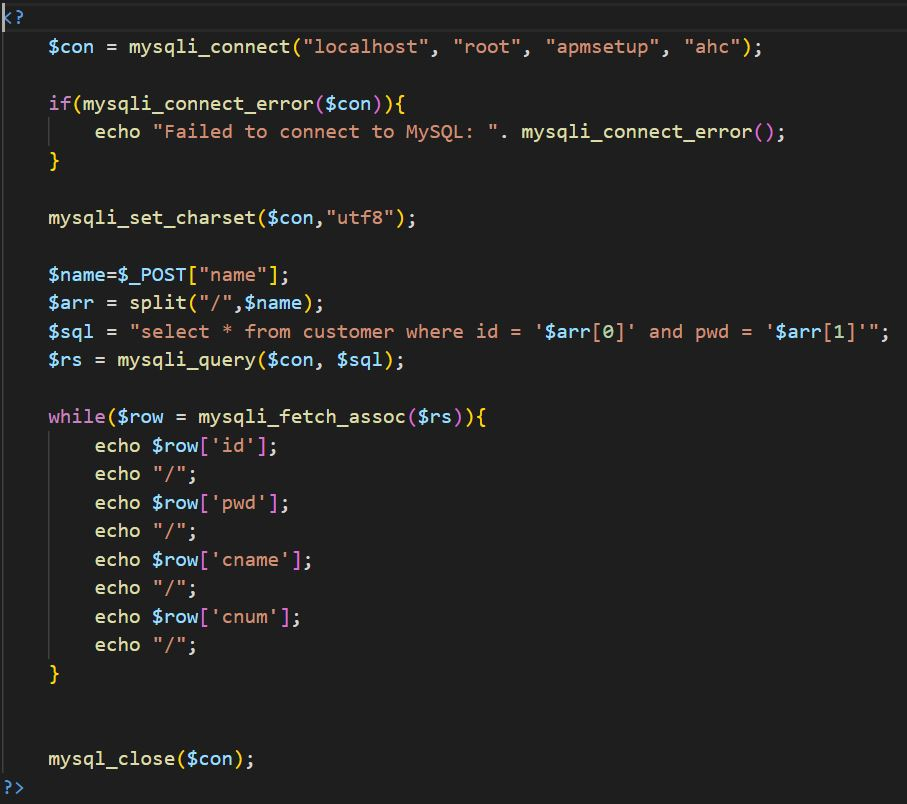 <?
$con = mysqli_connect("localhost", "root", "apmsetup", "ahc");
if(mysqli_connect_error($con)){
echo "Failed to connect to MySQL: ". mysqli_connect_error();
}
mysqli_set_charset($con,"utf8");
$name=$_POST["name"];
$arr = split("/",$name);
$sql = "select * from customer where id = '$arr[0]' and pwd = '$arr[1]'";
$rs = mysqli_query($con, $sql);
while($row = mysqli_fetch_assoc($rs)){
echo $row['id'];
echo "/";
echo $row['pwd'];
echo "/";
echo $row['cname'];
echo "/";
echo $row['cnum'];
echo "/";
}
mysql_close($con);
?>